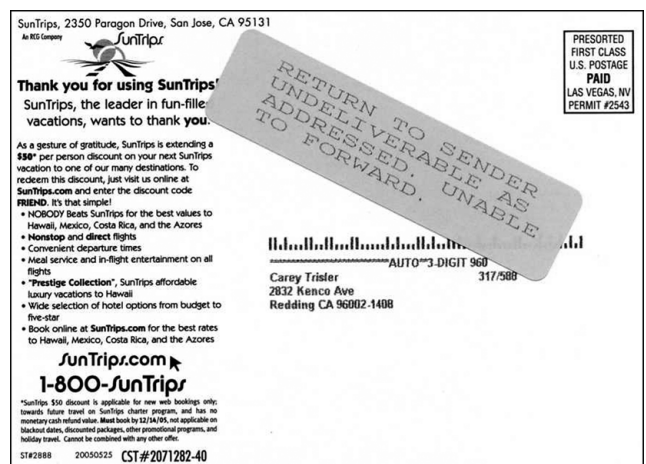 SunTrips, 2350 Paragon Drive, San Jose, CA 95131
An RCG Company
SunTrips
Thank you for using SunTrips!
SunTrips, the leader in fun-filled
vacations, wants to thank you.
As a gesture of gratitude, SunTrips is extending a
$50* per person discount on your next SunTrips
vacation to one of our many destinations. To
redeem this discount, just visit us online at
SunTrips.com and enter the discount code
FRIEND. It's that simple!
• NOBODY Beats SunTrips for the best values to
Hawaii, Mexico, Costa Rica, and the Azores
• Nonstop and direct flights
• Convenient departure times
• Meal service and in-flight entertainment on all
flights
• "Prestige Collection", SunTrips affordable
luxury vacations to Hawaii
• Wide selection of hotel options from budget to
five-star
• Book online at SunTrips.com for the best rates
to Hawaii, Mexico, Costa Rica, and the Azores
SunTrips.com
1-800-SunTrips
*SunTrips $50 discount is applicable for new web bookings only;
towards future travel on SunTrips charter program, and has no
monetary cash refund value. Must book by 12/14/05, not applicable on
blackout dates, discounted packages, other promotional programs, and
holiday travel. Cannot be combined with any other offer.
ST#2888 20050525 CST#2071282-40
RETURN TO SENDER
UNDELIVERABLE AS
ADDRESSED. UNABLE
TO FORWARD.
PRESORTED
FIRST CLASS
U.S. POSTAGE
PAID
LAS VEGAS, NV
PERMIT #2543
AUTO**3-DIGIT 960
Carey Trisler 317/588
2832 Kenco Ave
Redding CA 96002-1408